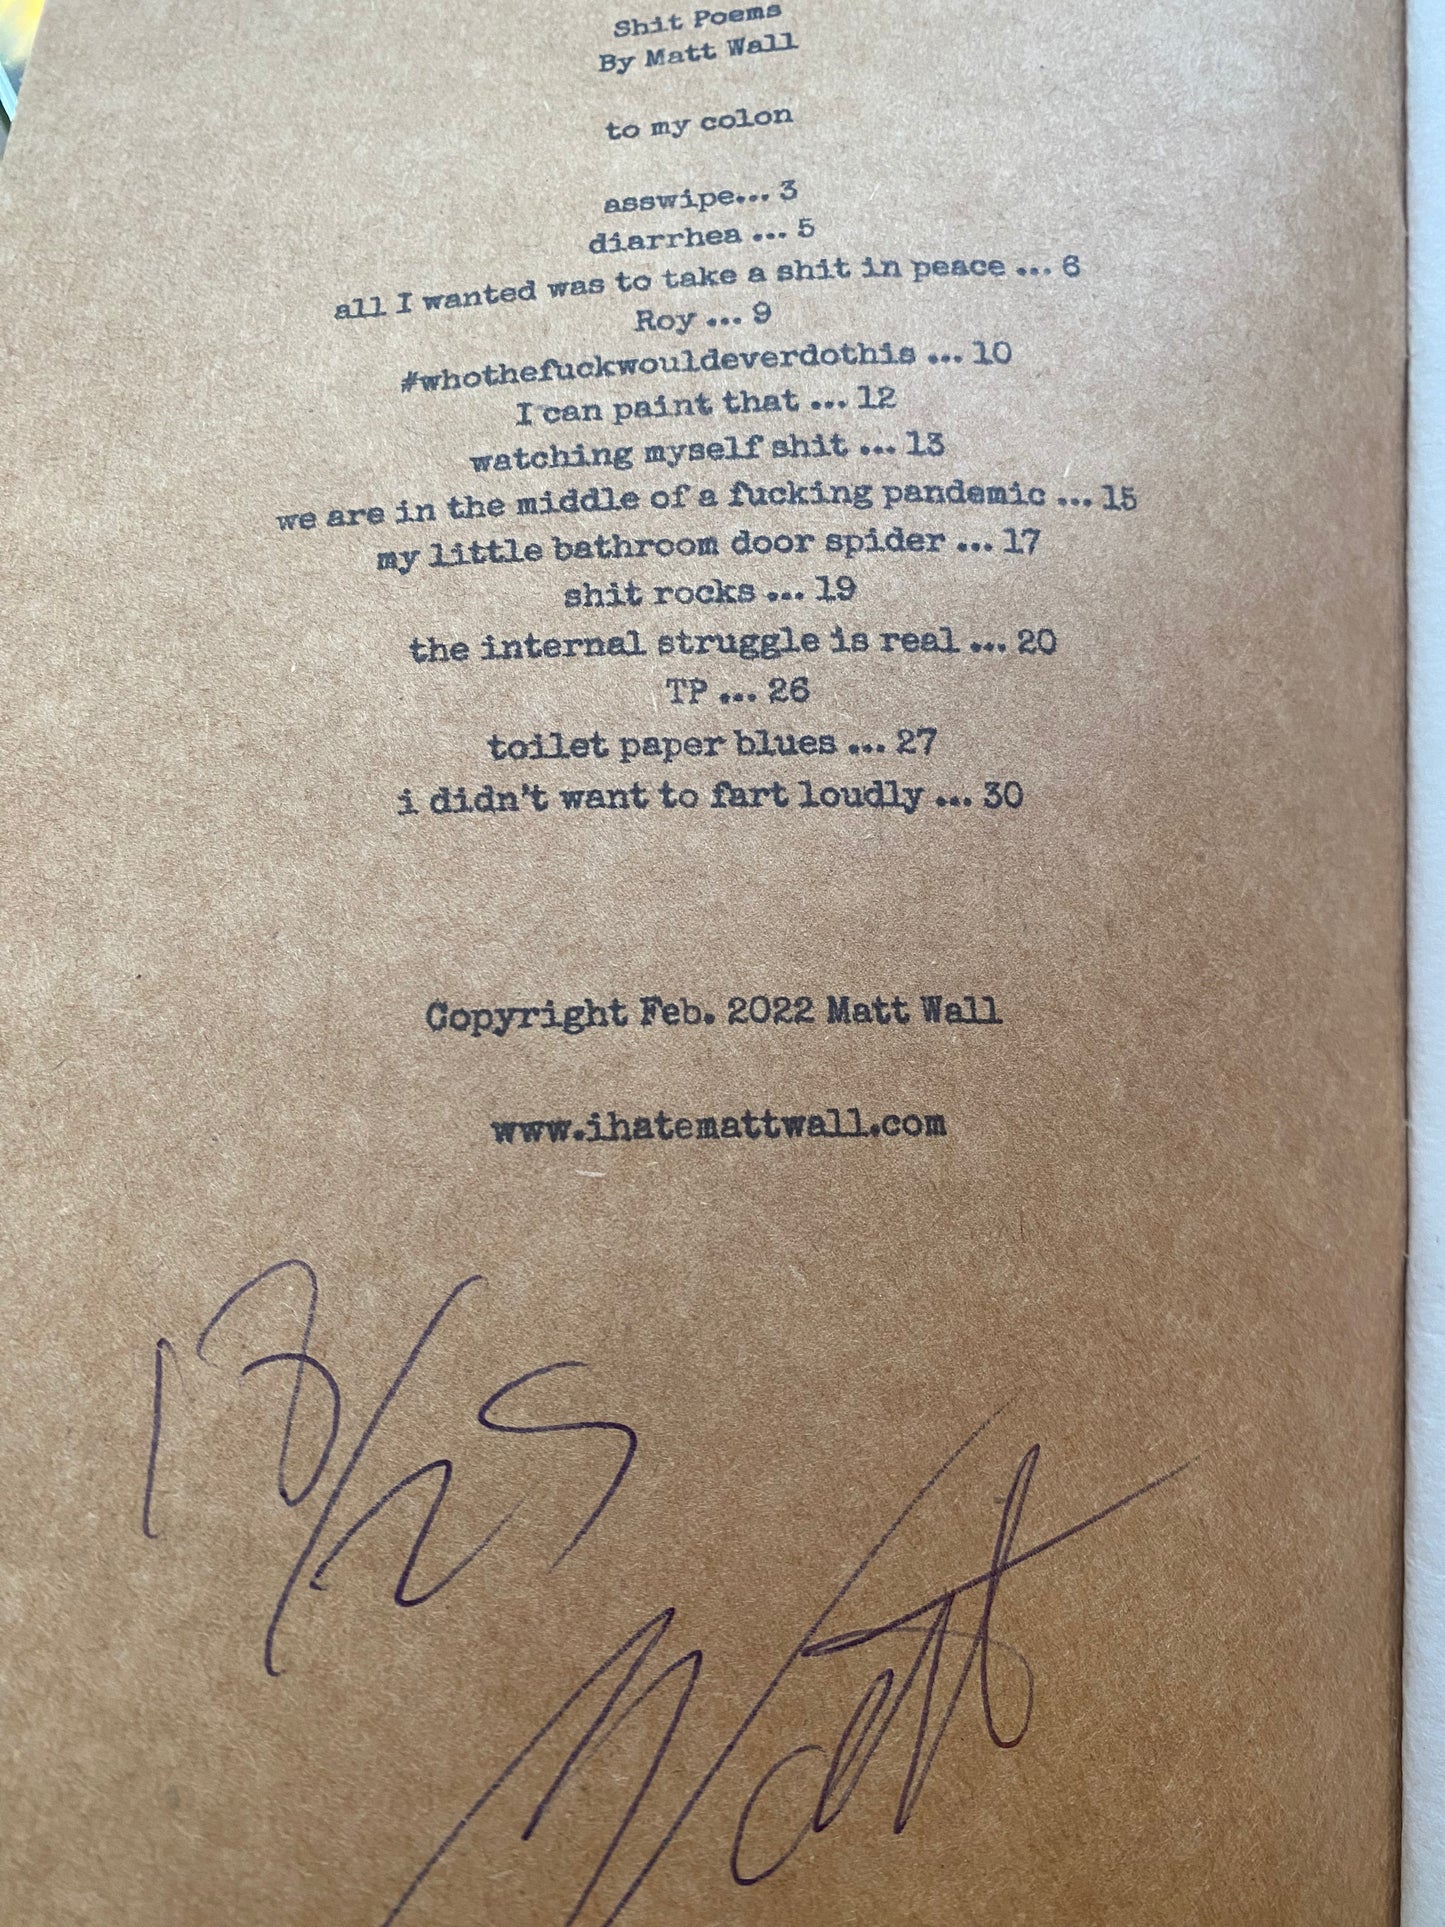 Shit Poems
By Matt Wall
to my colon
asswipe... 3
diarrhea ... 5
all I wanted was to take a shit in peace ... 6
Roy ... 9
#whothefuckwouldeverdothis ... 10
I can paint that ... 12
watching myself shit ... 13
we are in the middle of a fucking pandemic ... 15
my little bathroom door spider ... 17
shit rocks ... 19
the internal struggle is real ... 20
TP ... 26
toilet paper blues ... 27
i didn't want to fart loudly ... 30
Copyright Feb. 2022 Matt Wall
www.ihatemattwall.com
13/25
Matt